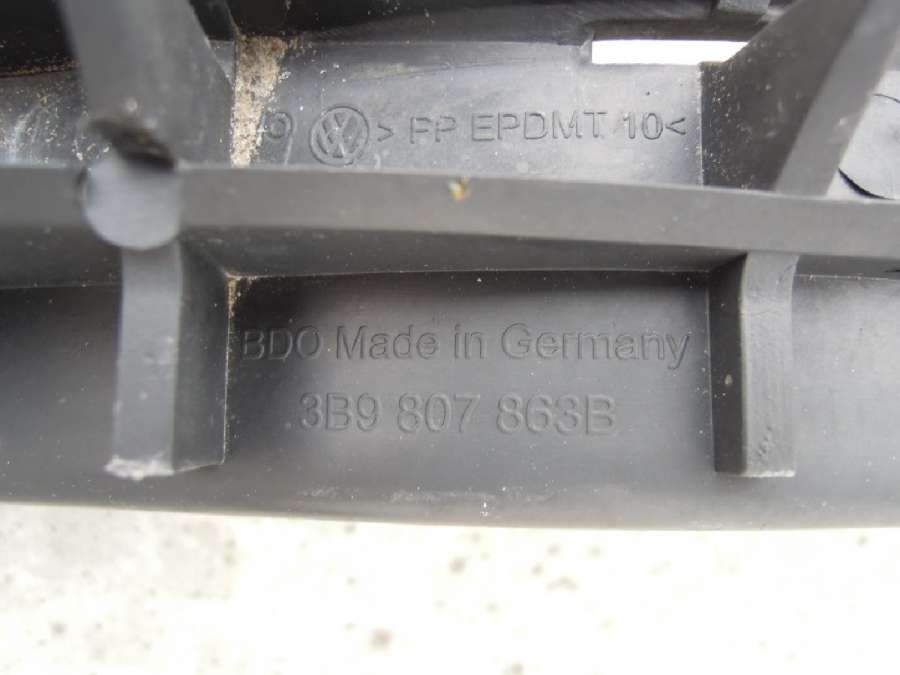 > PP EPDMT 10<
BDO Made in Germany
3B9 807 863B